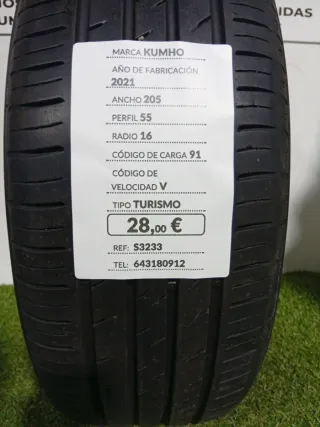 MARCA KUMHO
AÑO DE FABRICACIÓN
2021
ANCHO 205
PERFIL 55
RADIO 16
CÓDIGO DE CARGA 91
CÓDIGO DE
VELOCIDAD V
TIPO TURISMO
28,00 €
REF: S3233
TEL: 643180912